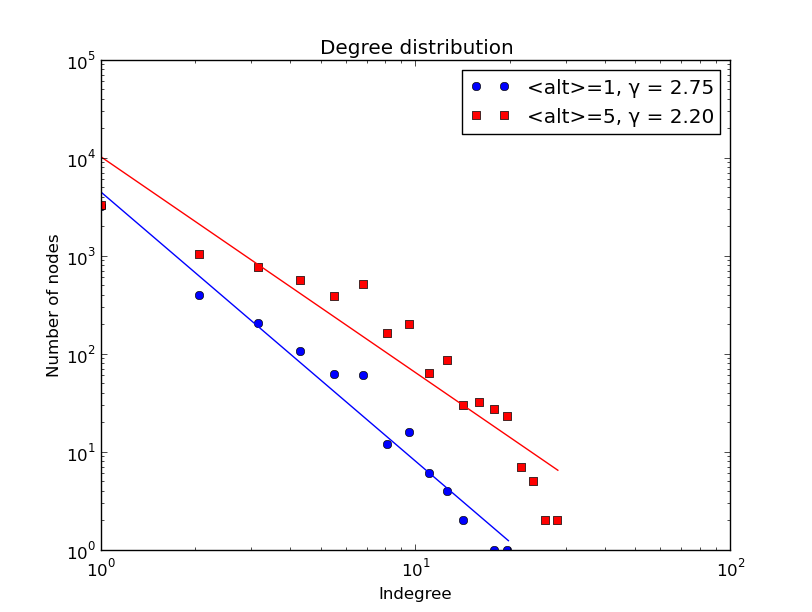 Degree distribution
<alt>=1, γ = 2.75
<alt>=5, γ = 2.20
Number of nodes
10^5
10^4
10^3
10^2
10^1
10^0
10^0 10^1 10^2
Indegree